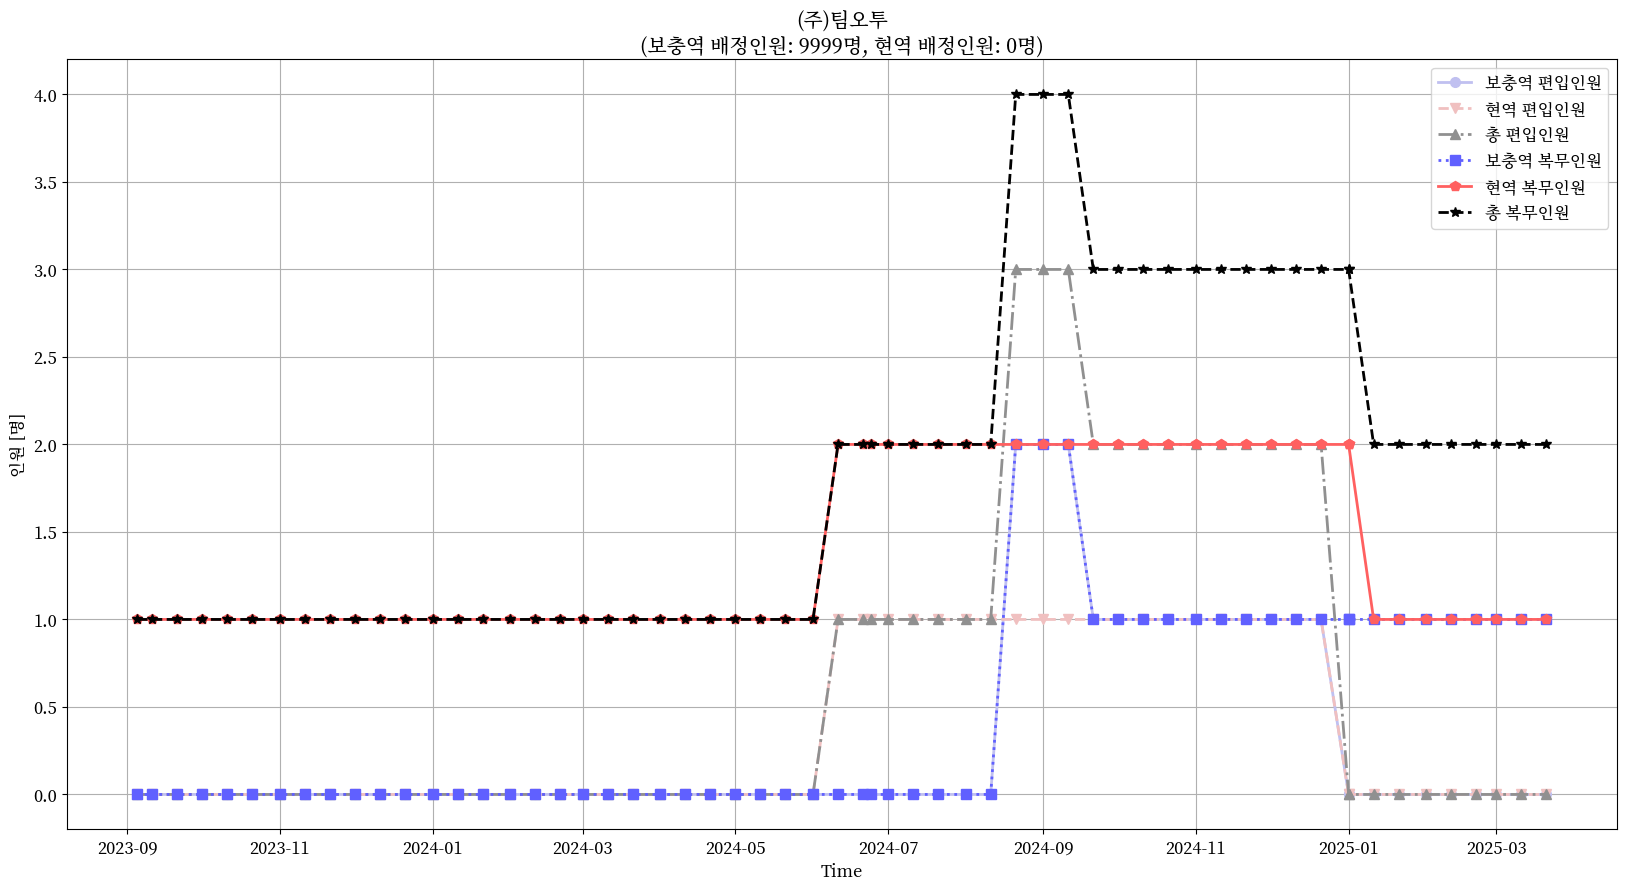 (주)팀오투
(보충역 배정인원: 9999명, 현역 배정인원: 0명)
보충역 편입인원
현역 편입인원
총 편입인원
보충역 복무인원
현역 복무인원
총 복무인원
인원 [명]
4.0
3.5
3.0
2.5
2.0
1.5
1.0
0.5
0.0
2023-09 2023-11 2024-01 2024-03 2024-05 2024-07 2024-09 2024-11 2025-01 2025-03
Time